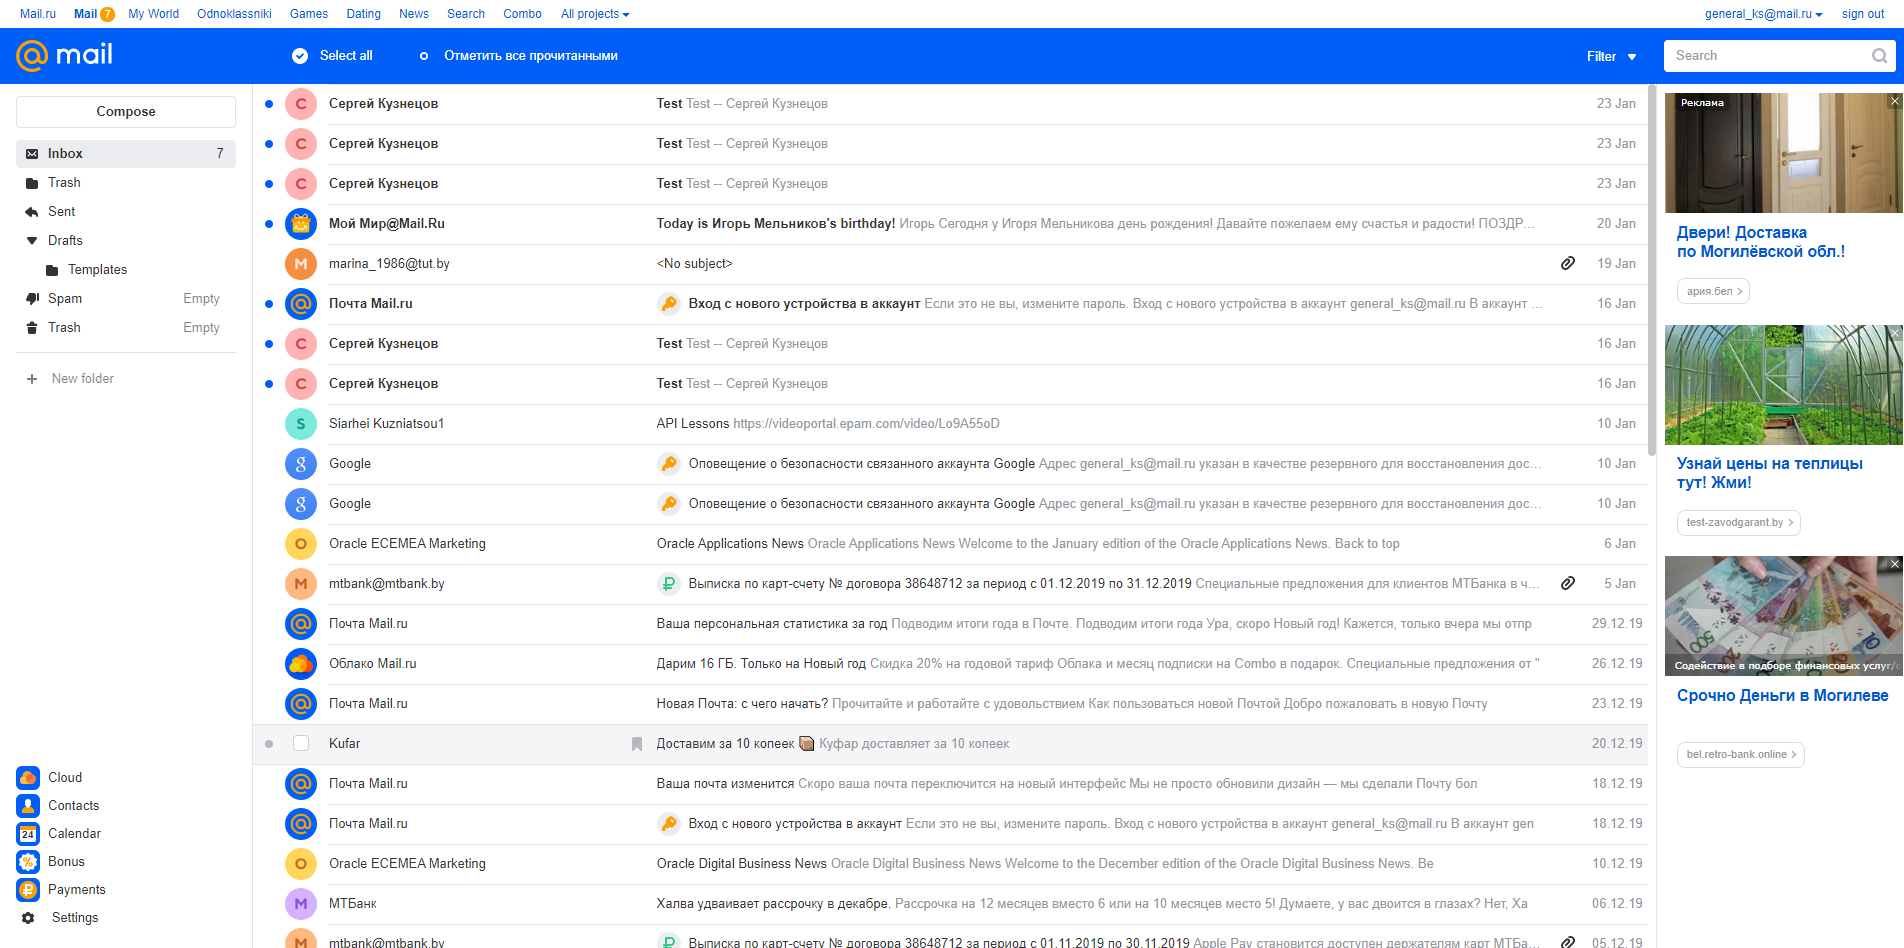 Mail.ru Mail 7 My World Odnoklassniki Games Dating News Search Combo All projects general_ks@mail.ru sign out
mail Select all Отметить все прочитанными Filter Search
Compose
Inbox 7
Trash
Sent
Drafts
Templates
Spam Empty
Trash Empty
New folder
Cloud
Contacts
24 Calendar
Bonus
Payments
Settings
С Сергей Кузнецов Test Test -- Сергей Кузнецов 23 Jan
С Сергей Кузнецов Test Test -- Сергей Кузнецов 23 Jan
С Сергей Кузнецов Test Test -- Сергей Кузнецов 23 Jan
Мой Мир@Mail.Ru Today is Игорь Мельников's birthday! Игорь Сегодня у Игоря Мельникова день рождения! Давайте пожелаем ему счастья и радости! ПОЗДР... 20 Jan
M marina_1986@tut.by <No subject> 19 Jan
Почта Mail.ru Вход с нового устройства в аккаунт Если это не вы, измените пароль. Вход с нового устройства в аккаунт general_ks@mail.ru В аккаунт ... 16 Jan
С Сергей Кузнецов Test Test -- Сергей Кузнецов 16 Jan
С Сергей Кузнецов Test Test -- Сергей Кузнецов 16 Jan
S Siarhei Kuzniatsou1 API Lessons https://videoportal.epam.com/video/Lo9A55oD 10 Jan
g Google Оповещение о безопасности связанного аккаунта Google Адрес general_ks@mail.ru указан в качестве резервного для восстановления дос... 10 Jan
g Google Оповещение о безопасности связанного аккаунта Google Адрес general_ks@mail.ru указан в качестве резервного для восстановления дос... 10 Jan
O Oracle ECEMEA Marketing Oracle Applications News Oracle Applications News Welcome to the January edition of the Oracle Applications News. Back to top 6 Jan
M mtbank@mtbank.by Выписка по карт-счету № договора 38648712 за период с 01.12.2019 по 31.12.2019 Специальные предложения для клиентов МТБанка в ч... 5 Jan
Почта Mail.ru Ваша персональная статистика за год Подводим итоги года в Почте. Подводим итоги года Ура, скоро Новый год! Кажется, только вчера мы отпр 29.12.19
Облако Mail.ru Дарим 16 ГБ. Только на Новый год Скидка 20% на годовой тариф Облака и месяц подписки на Combo в подарок. Специальные предложения от " 26.12.19
Почта Mail.ru Новая Почта: с чего начать? Прочитайте и работайте с удовольствием Как пользоваться новой Почтой Добро пожаловать в новую Почту 23.12.19
Kufar Доставим за 10 копеек Куфар доставляет за 10 копеек 20.12.19
Почта Mail.ru Ваша почта изменится Скоро ваша почта переключится на новый интерфейс Мы не просто обновили дизайн — мы сделали Почту бол 18.12.19
Почта Mail.ru Вход с нового устройства в аккаунт Если это не вы, измените пароль. Вход с нового устройства в аккаунт general_ks@mail.ru В аккаунт gen 18.12.19
O Oracle ECEMEA Marketing Oracle Digital Business News Oracle Digital Business News Welcome to the December edition of the Oracle Digital Business News. Be 10.12.19
М МТБанк Халва удваивает рассрочку в декабре. Рассрочка на 12 месяцев вместо 6 или на 10 месяцев место 5! Думаете, у вас двоится в глазах? Нет, Ха 06.12.19
M mtbank@mtbank.by Выписка по карт-счету № договора 38648712 за период с 01.11.2019 по 30.11.2019 Apple Pay становится доступен держателям карт МТБа... 05.12.19
Реклама
Двери! Доставка
по Могилёвской обл.!
ария.бел
Узнай цены на теплицы
тут! Жми!
test-zavodgarant.by
Содействие в подборе финансовых услуг/о
Срочно Деньги в Могилеве
bel.retro-bank.online